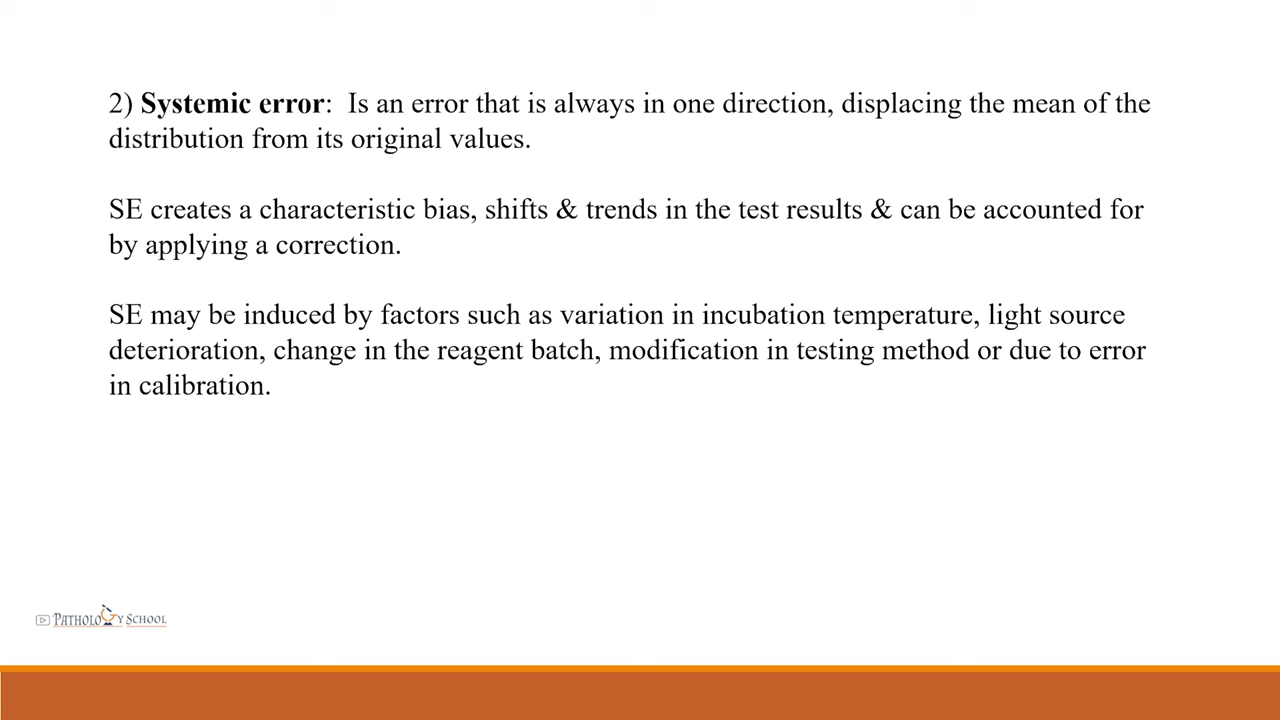 2) Systemic error: Is an error that is always in one direction, displacing the mean of the
distribution from its original values.
SE creates a characteristic bias, shifts & trends in the test results & can be accounted for
by applying a correction.
SE may be induced by factors such as variation in incubation temperature, light source
deterioration, change in the reagent batch, modification in testing method or due to error
in calibration.
PATHOLOGY SCHOOL